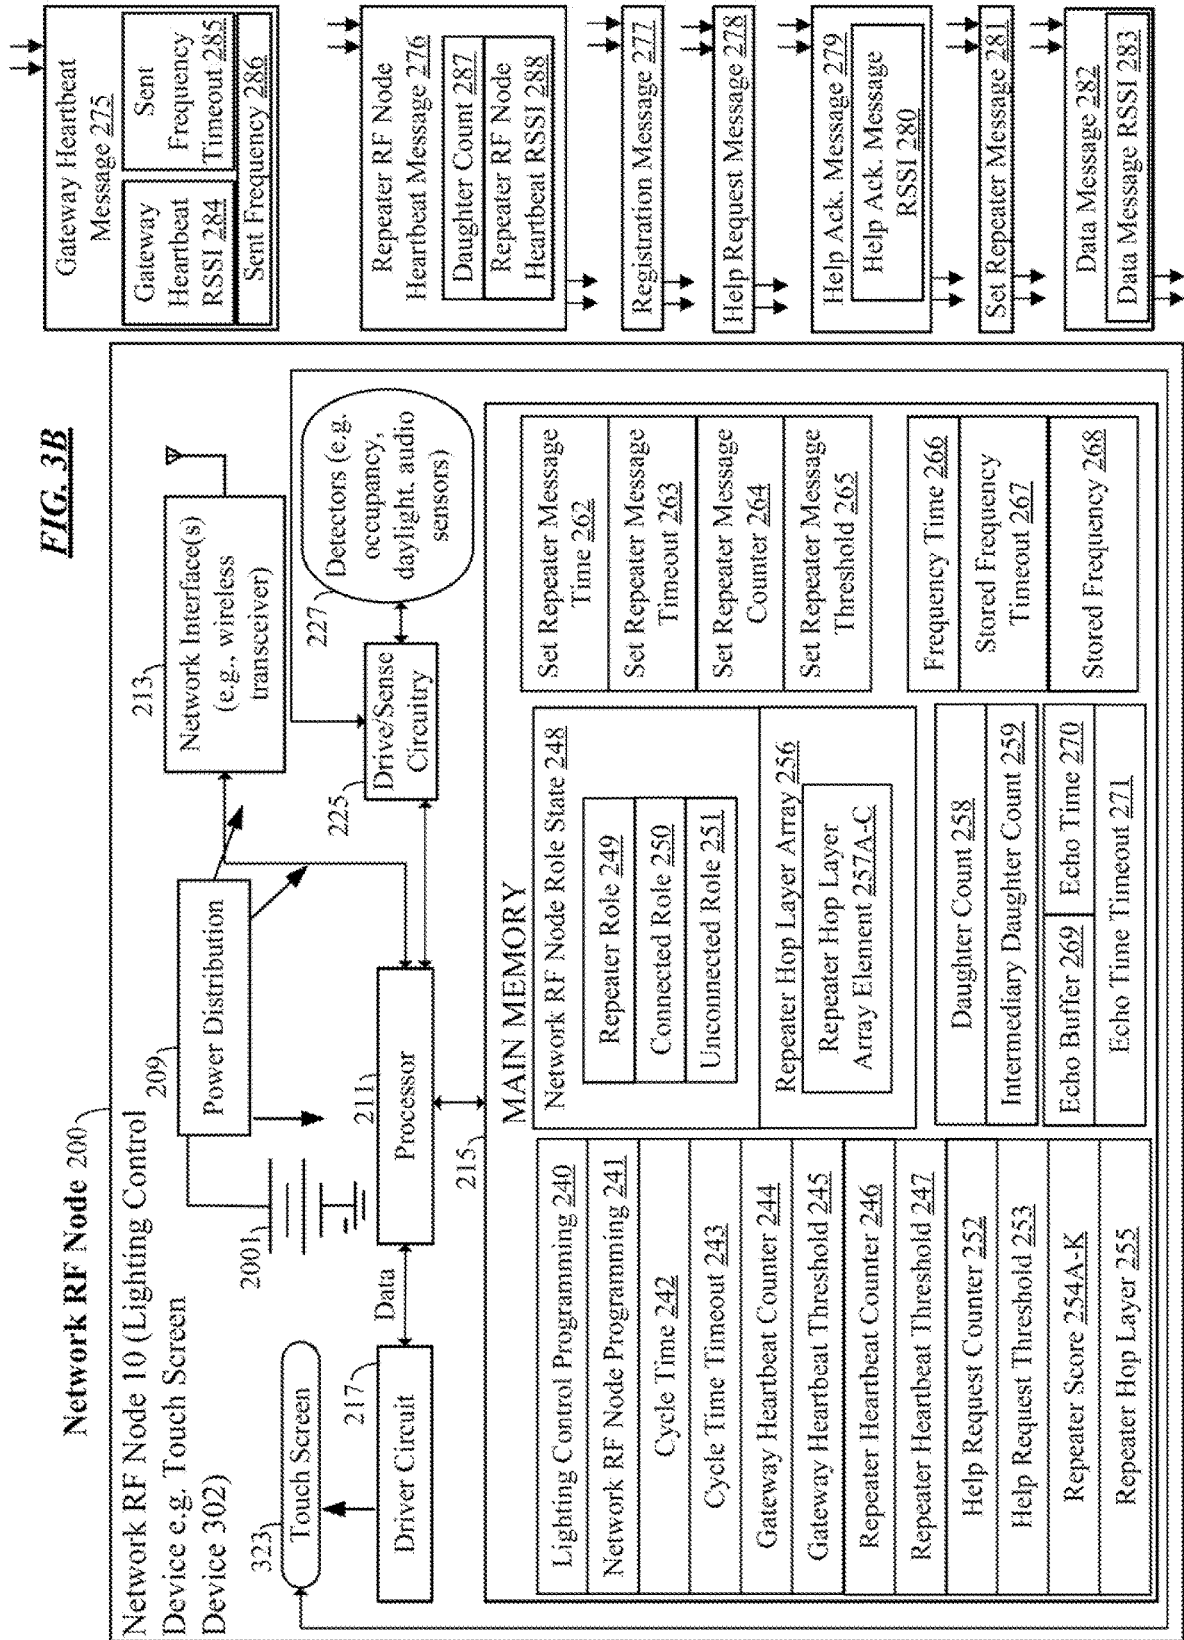 FIG. 3B
Network RF Node 200
Network RF Node 10 (Lighting Control
Device e.g. Touch Screen
Device 302)
209
Power Distribution
2001
213
Network Interface(s)
(e.g., wireless
transceiver)
323
Touch Screen
217
Driver Circuit
Data
211
Processor
225
Drive/Sense
Circuitry
227
Detectors (e.g.
occupancy,
daylight, audio
sensors)
215
MAIN MEMORY
Lighting Control Programming 240
Network RF Node Programming 241
Cycle Time 242
Cycle Time Timeout 243
Gateway Heartbeat Counter 244
Gateway Heartbeat Threshold 245
Repeater Heartbeat Counter 246
Repeater Heartbeat Threshold 247
Help Request Counter 252
Help Request Threshold 253
Repeater Score 254A-K
Repeater Hop Layer 255
Network RF Node Role State 248
Repeater Role 249
Connected Role 250
Unconnected Role 251
Repeater Hop Layer Array 256
Repeater Hop Layer
Array Element 257A-C
Daughter Count 258
Intermediary Daughter Count 259
Echo Buffer 269
Echo Time 270
Echo Time Timeout 271
Set Repeater Message
Time 262
Set Repeater Message
Timeout 263
Set Repeater Message
Counter 264
Set Repeater Message
Threshold 265
Frequency Time 266
Stored Frequency
Timeout 267
Stored Frequency 268
Gateway Heartbeat
Message 275
Gateway
Heartbeat
RSSI 284
Sent
Frequency
Timeout 285
Sent Frequency 286
Repeater RF Node
Heartbeat Message 276
Daughter Count 287
Repeater RF Node
Heartbeat RSSI 288
Registration Message 277
Help Request Message 278
Help Ack. Message 279
Help Ack. Message
RSSI 280
Set Repeater Message 281
Data Message 282
Data Message RSSI 283